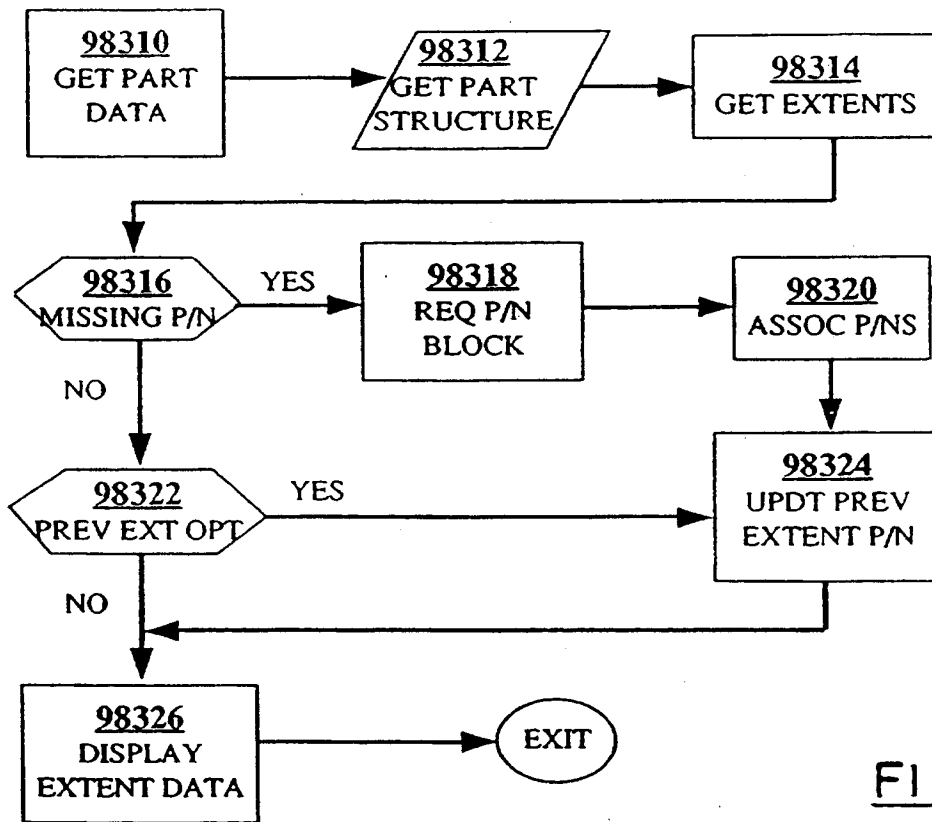 98310
GET PART
DATA
98312
GET PART
STRUCTURE
98314
GET EXTENTS
98316
MISSING P/N
YES
98318
REQ P/N
BLOCK
98320
ASSOC P/NS
NO
98322
PREV EXT OPT
YES
98324
UPDT PREV
EXTENT P/N
NO
98326
DISPLAY
EXTENT DATA
EXIT
FI